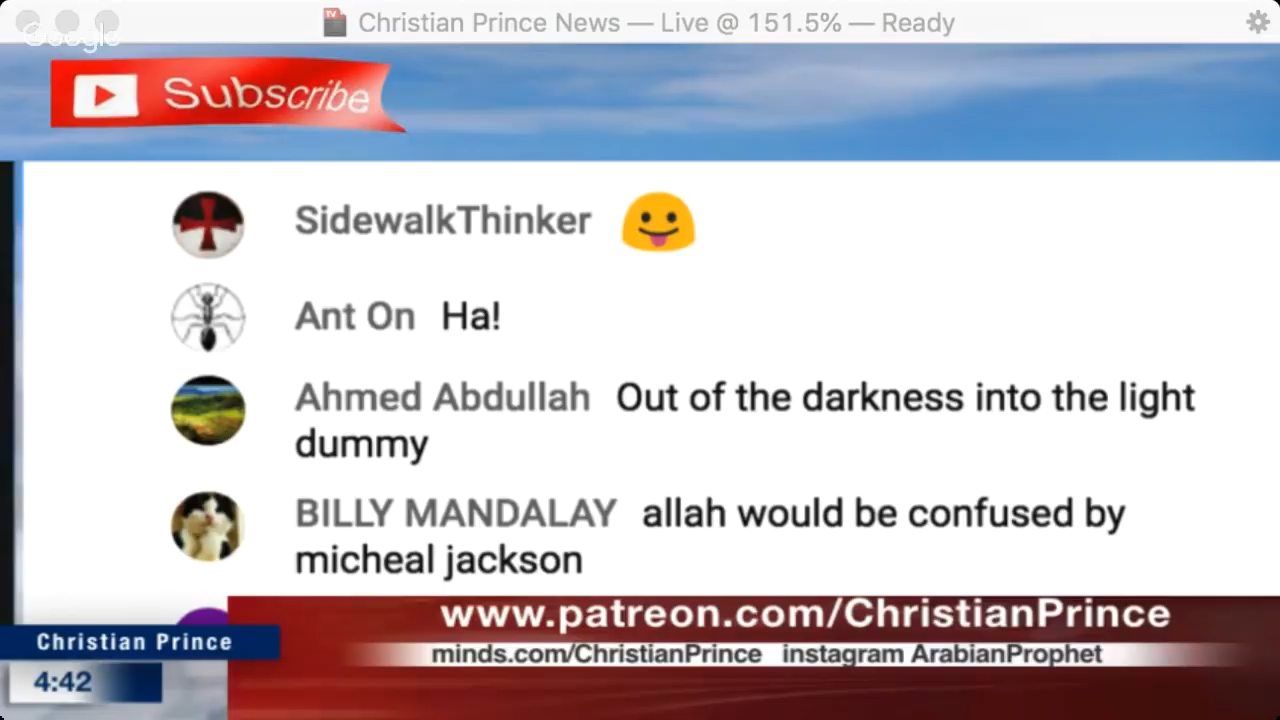 TV Christian Prince News — Live @ 151.5% — Ready
Google
Subscribe
SidewalkThinker
Ant On Ha!
Ahmed Abdullah Out of the darkness into the light
dummy
BILLY MANDALAY allah would be confused by
micheal jackson
www.patreon.com/ChristianPrince
Christian Prince
minds.com/ChristianPrince instagram ArabianProphet
4:42